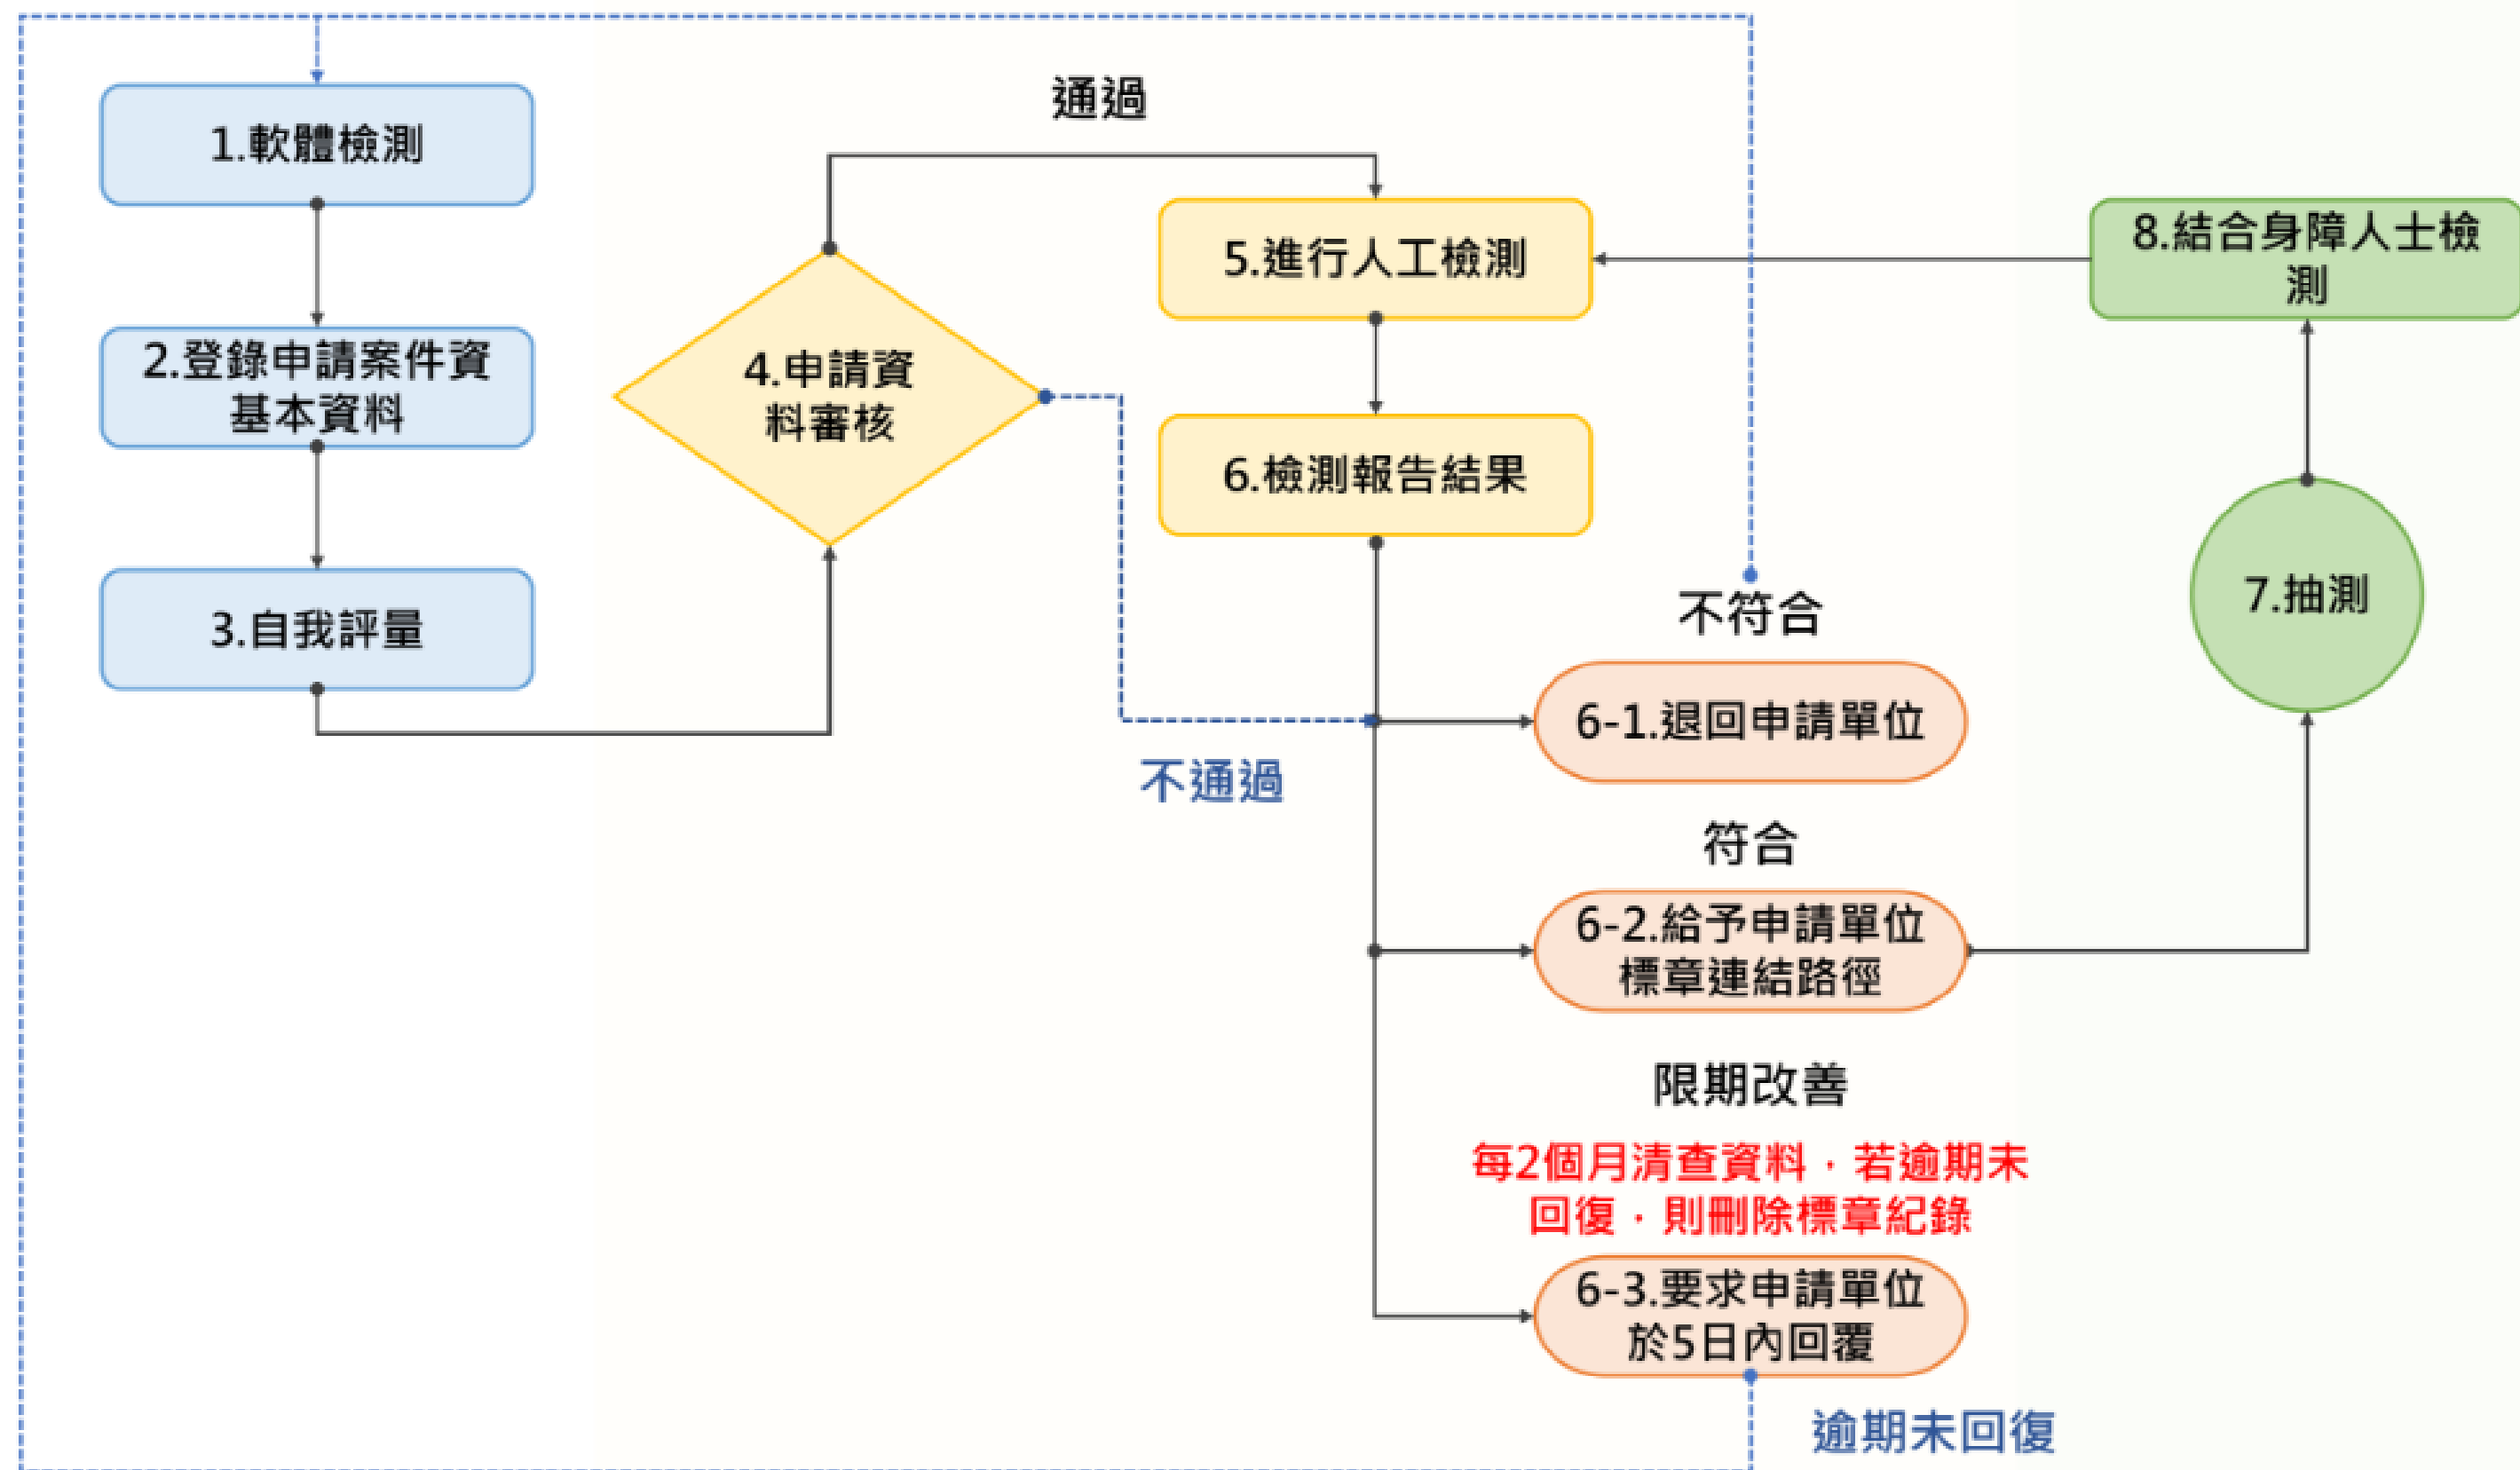 1.軟體檢測
2.登錄申請案件資
基本資料
3.自我評量
4.申請資
料審核
通過
不通過
5.進行人工檢測
6.檢測報告結果
不符合
6-1.退回申請單位
符合
6-2.給予申請單位
標章連結路徑
限期改善
每2個月清查資料，若逾期未
回復，則刪除標章紀錄
6-3.要求申請單位
於5日內回覆
逾期未回復
7.抽測
8.結合身障人士檢
測